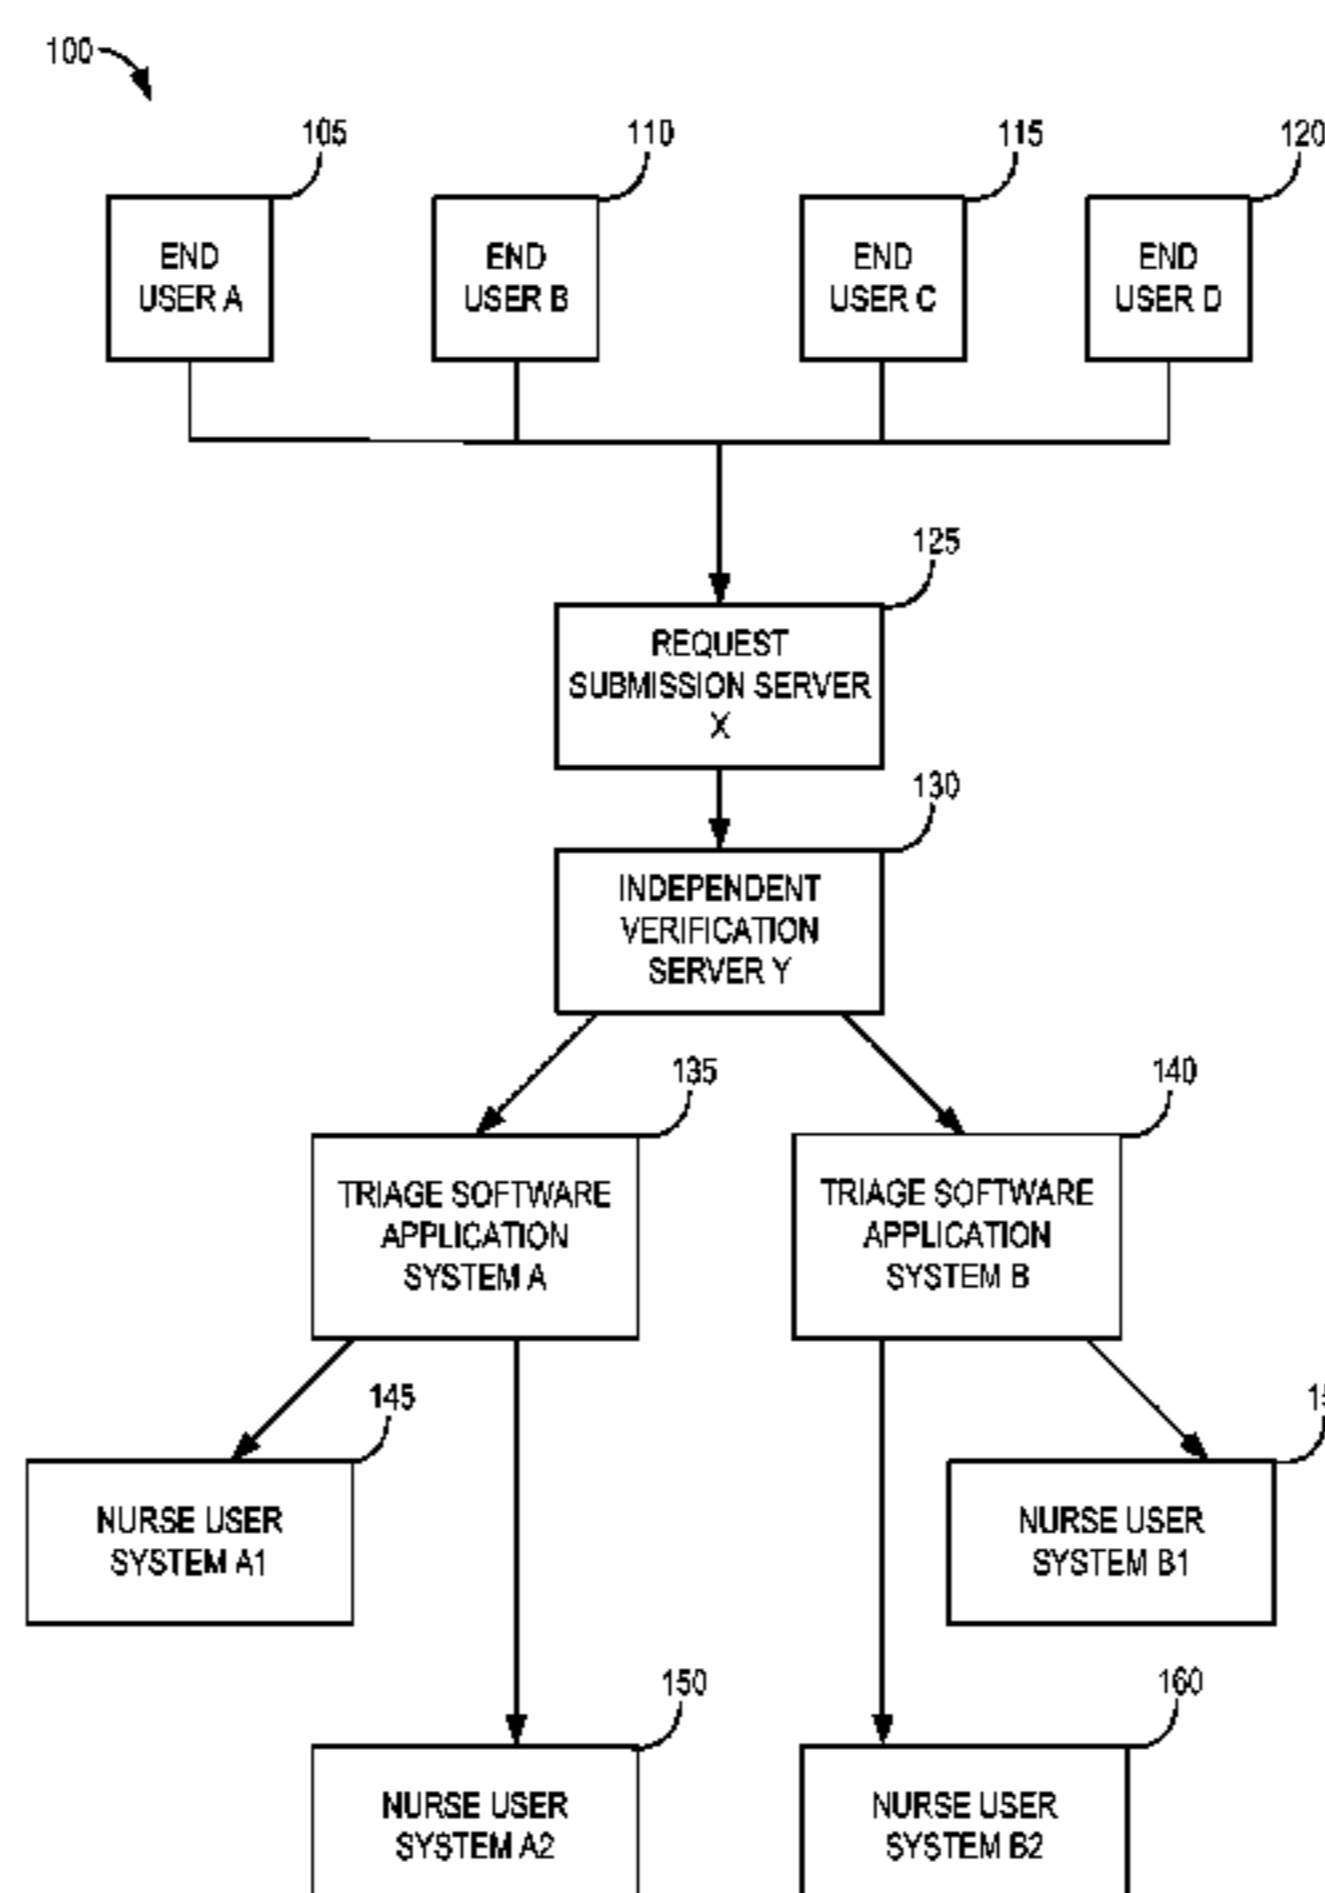 100
105
110
115
120
END
USER A
END
USER B
END
USER C
END
USER D
125
REQUEST
SUBMISSION SERVER
X
130
INDEPENDENT
VERIFICATION
SERVER Y
135
140
TRIAGE SOFTWARE
APPLICATION
SYSTEM A
TRIAGE SOFTWARE
APPLICATION
SYSTEM B
145
NURSE USER
SYSTEM A1
NURSE USER
SYSTEM B1
150
160
NURSE USER
SYSTEM A2
NURSE USER
SYSTEM B2